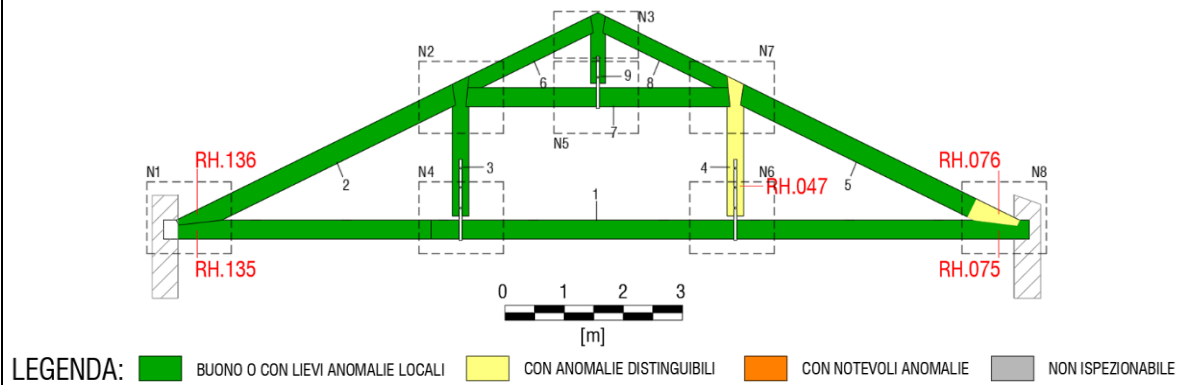 N3
N2
N7
6
9
8
7
N5
RH.136
RH.076
N1
2
N4
3
1
4
N6
RH.047
5
N8
RH.135
RH.075
0 1 2 3
[m]
LEGENDA: BUONO O CON LIEVI ANOMALIE LOCALI CON ANOMALIE DISTINGUIBILI CON NOTEVOLI ANOMALIE NON ISPEZIONABILE